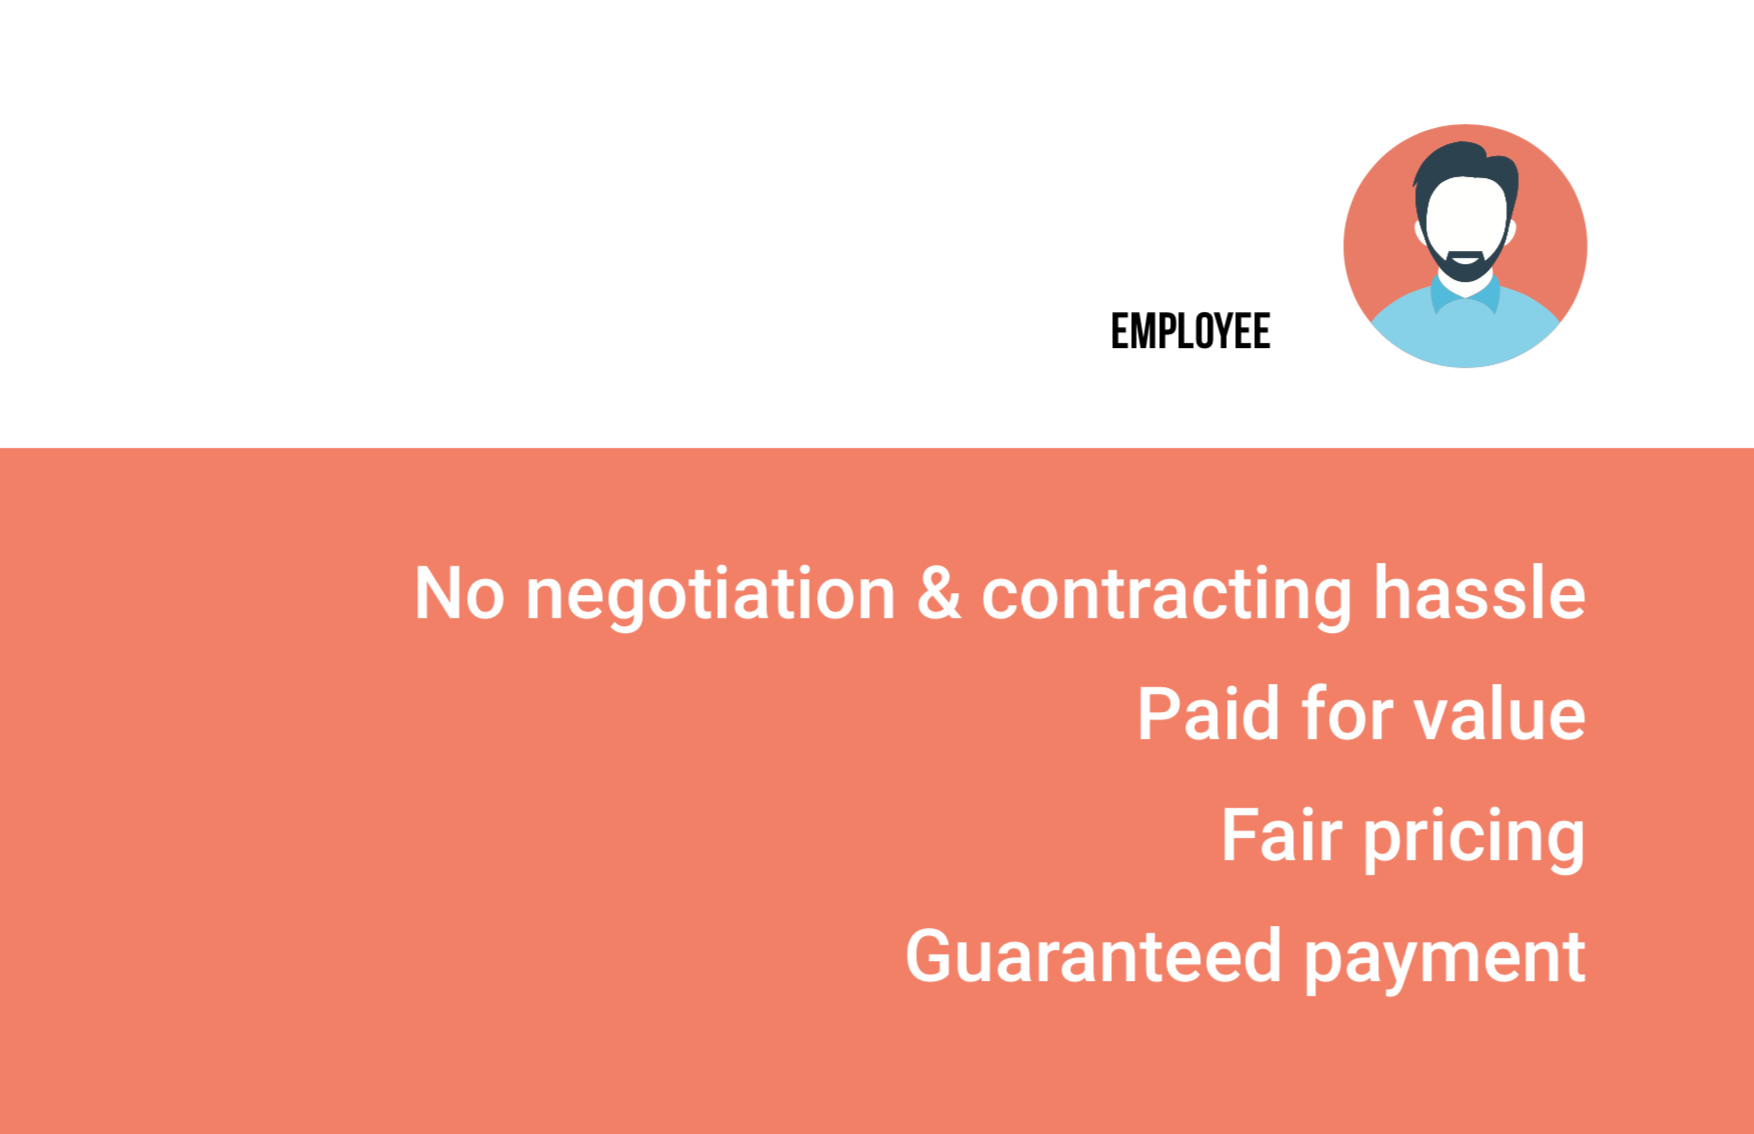 EMPLOYEE
No negotiation & contracting hassle
Paid for value
Fair pricing
Guaranteed payment